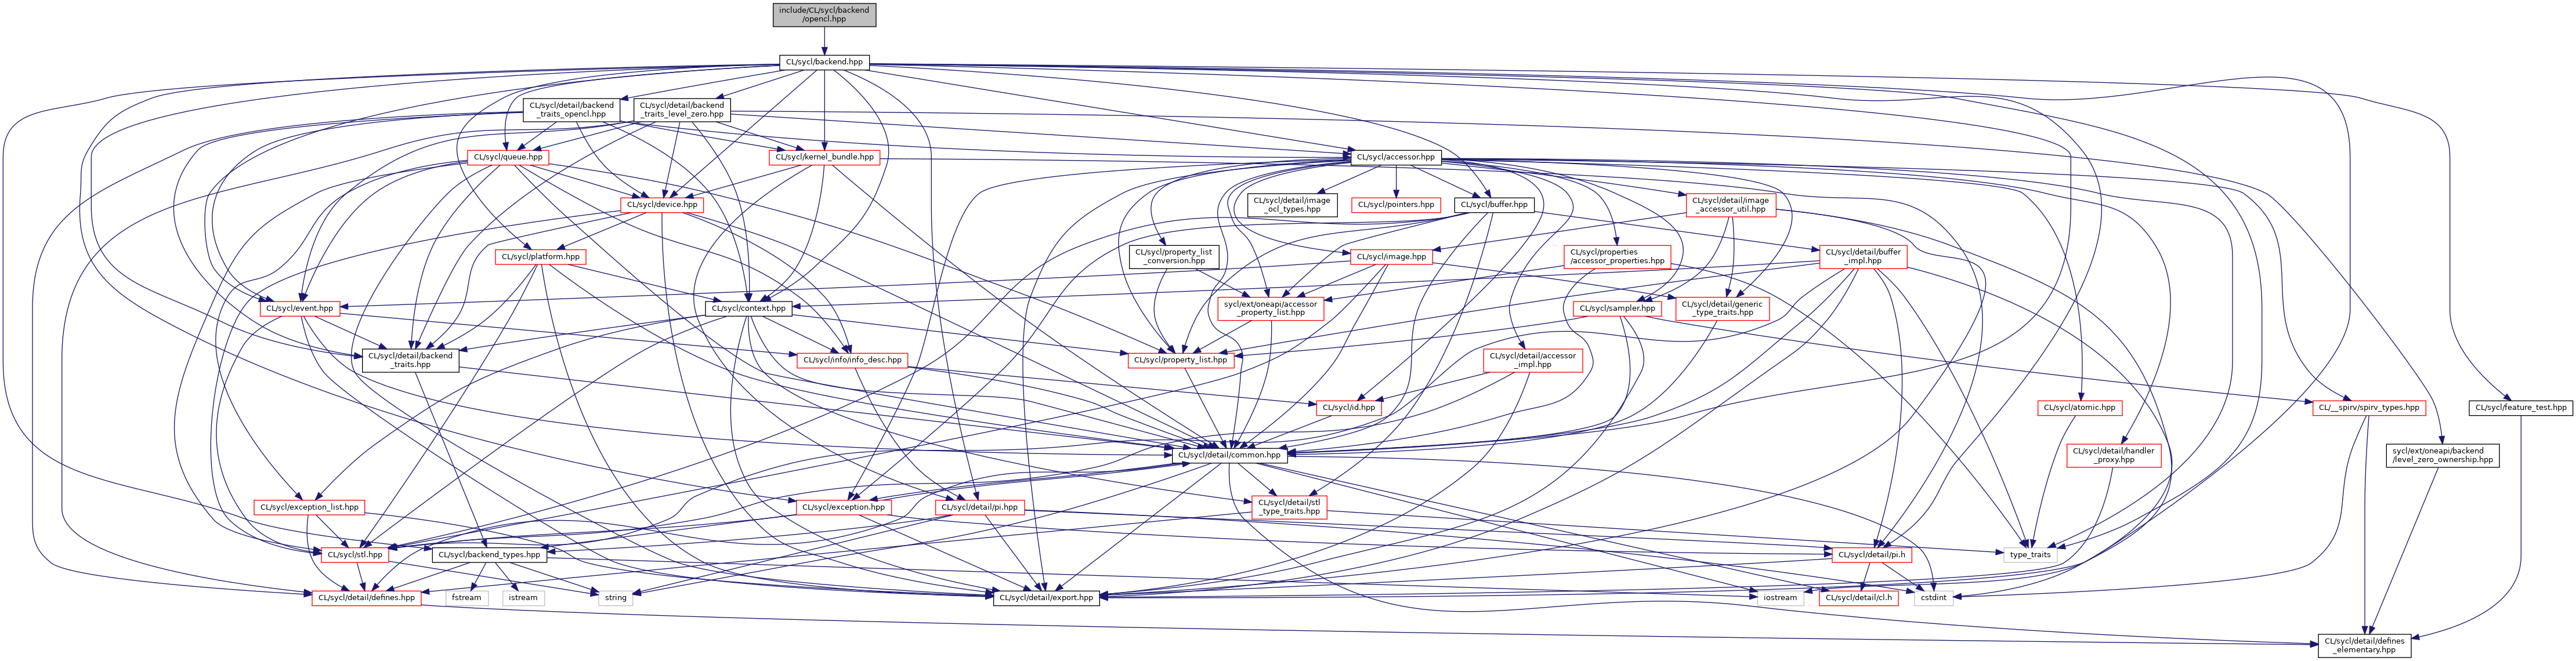 include/CL/sycl/backend
/opencl.hpp
CL/sycl/backend.hpp
CL/sycl/detail/backend
_traits_opencl.hpp
CL/sycl/detail/backend
_traits_level_zero.hpp
CL/sycl/queue.hpp
CL/sycl/kernel_bundle.hpp
CL/sycl/accessor.hpp
CL/sycl/device.hpp
CL/sycl/detail/image
_ocl_types.hpp
CL/sycl/pointers.hpp
CL/sycl/buffer.hpp
CL/sycl/detail/image
_accessor_util.hpp
CL/sycl/platform.hpp
CL/sycl/property_list
_conversion.hpp
CL/sycl/image.hpp
CL/sycl/properties
/accessor_properties.hpp
CL/sycl/detail/buffer
_impl.hpp
CL/sycl/event.hpp
CL/sycl/context.hpp
sycl/ext/oneapi/accessor
_property_list.hpp
CL/sycl/sampler.hpp
CL/sycl/detail/generic
_type_traits.hpp
CL/sycl/detail/backend
_traits.hpp
CL/sycl/info/info_desc.hpp
CL/sycl/property_list.hpp
CL/sycl/detail/accessor
_impl.hpp
CL/sycl/id.hpp
CL/sycl/atomic.hpp
CL/__spirv/spirv_types.hpp
CL/sycl/feature_test.hpp
CL/sycl/detail/common.hpp
CL/sycl/detail/handler
_proxy.hpp
sycl/ext/oneapi/backend
/level_zero_ownership.hpp
CL/sycl/exception_list.hpp
CL/sycl/exception.hpp
CL/sycl/detail/pi.hpp
CL/sycl/detail/stl
_type_traits.hpp
CL/sycl/stl.hpp
CL/sycl/backend_types.hpp
CL/sycl/detail/pi.h
type_traits
CL/sycl/detail/defines.hpp
fstream
istream
string
CL/sycl/detail/export.hpp
iostream
CL/sycl/detail/cl.h
cstdint
CL/sycl/detail/defines
_elementary.hpp